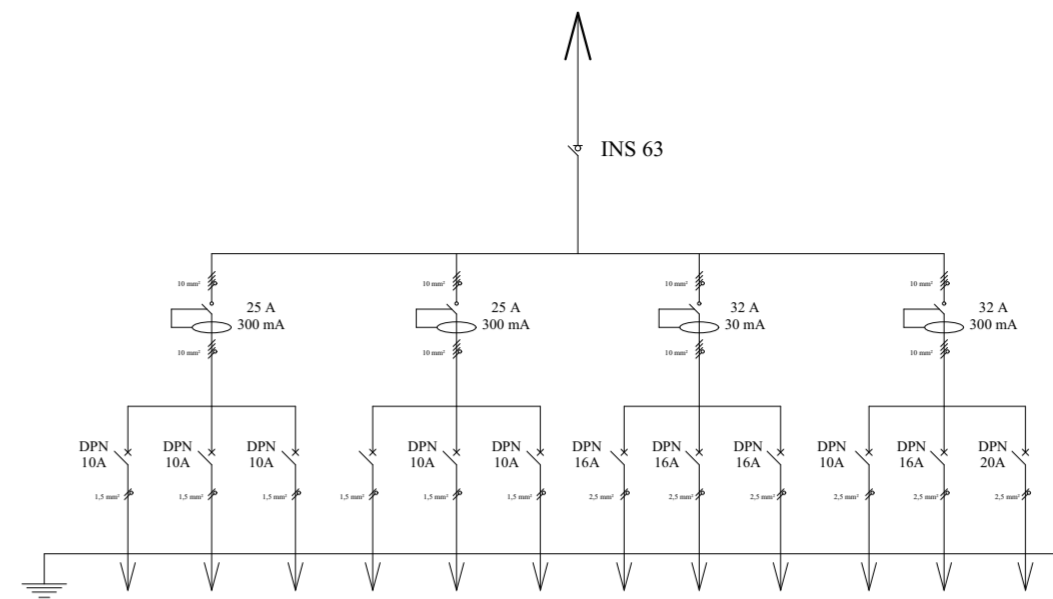 INS 63
10 mm² 10 mm² 10 mm² 10 mm²
25 A 25 A 32 A 32 A
300 mA 300 mA 30 mA 300 mA
10 mm² 10 mm² 10 mm² 10 mm²
DPN DPN DPN DPN DPN DPN DPN DPN DPN DPN DPN
10A 10A 10A 10A 10A 16A 16A 16A 10A 16A 20A
1,5 mm² 1,5 mm² 1,5 mm² 1,5 mm² 1,5 mm² 1,5 mm² 2,5 mm² 2,5 mm² 2,5 mm² 2,5 mm² 2,5 mm² 2,5 mm²